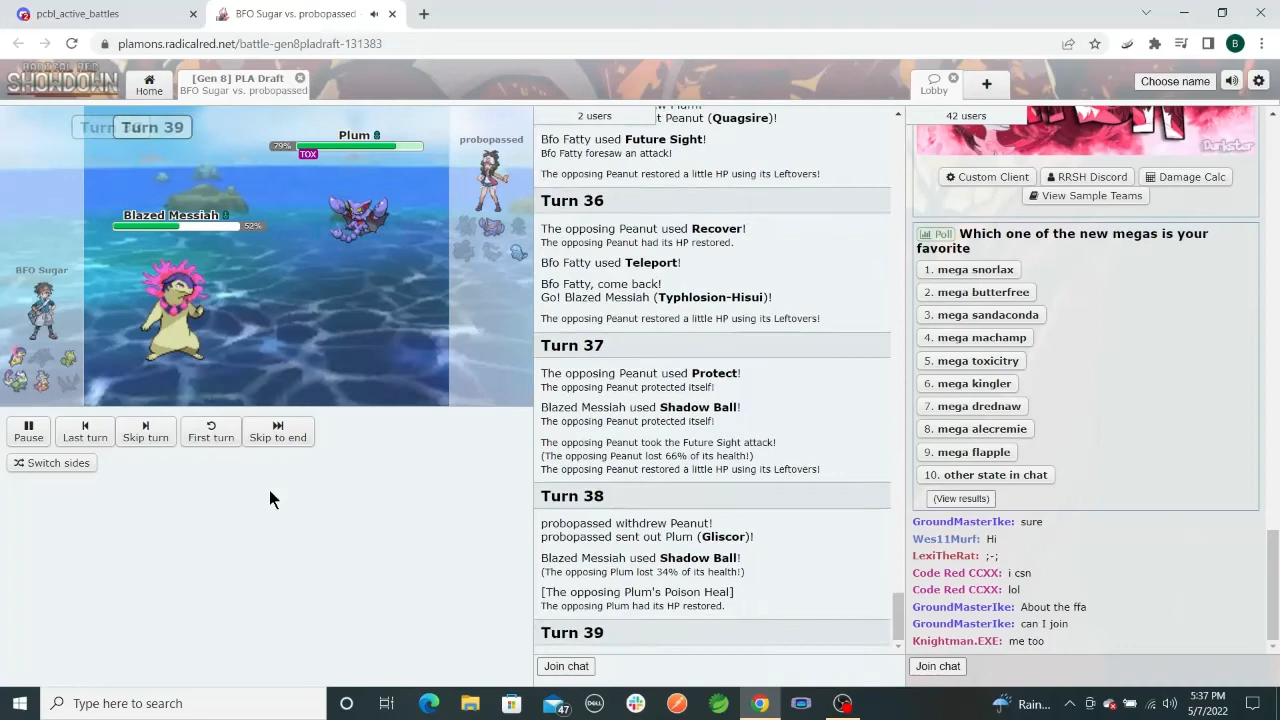 pcbl_active_battles
BFO Sugar vs. probopassed
plamons.radicalred.org/battle-gen8pladraft-131383
B
RADICAL RED
SHOWDOWN
Home
[Gen 8] PLA Draft
BFO Sugar vs. probopassed
Lobby
Choose name
Turn 39
Plum
79%
TOX
Blazed Messiah
52%
probopassed
BFO Sugar
Pause
Last turn
Skip turn
First turn
Skip to end
Switch sides
2 users
t Peanut (Quagsire)!
Bfo Fatty used Future Sight!
Bfo Fatty foresaw an attack!
The opposing Peanut restored a little HP using its Leftovers!
Turn 36
The opposing Peanut used Recover!
The opposing Peanut had its HP restored.
Bfo Fatty used Teleport!
Bfo Fatty, come back!
Go! Blazed Messiah (Typhlosion-Hisui)!
The opposing Peanut restored a little HP using its Leftovers!
Turn 37
The opposing Peanut used Protect!
The opposing Peanut protected itself!
Blazed Messiah used Shadow Ball!
The opposing Peanut protected itself!
The opposing Peanut took the Future Sight attack!
(The opposing Peanut lost 66% of its health!)
The opposing Peanut restored a little HP using its Leftovers!
Turn 38
probopassed withdrew Peanut!
probopassed sent out Plum (Gliscor)!
Blazed Messiah used Shadow Ball!
(The opposing Plum lost 34% of its health!)
[The opposing Plum's Poison Heal]
The opposing Plum had its HP restored.
Turn 39
Join chat
42 users
Durkster
Custom Client
RRSH Discord
Damage Calc
View Sample Teams
Poll Which one of the new megas is your
favorite
1. mega snorlax
2. mega butterfree
3. mega sandaconda
4. mega machamp
5. mega toxicitry
6. mega kingler
7. mega drednaw
8. mega alecremie
9. mega flapple
10. other state in chat
(View results)
GroundMasterIke: sure
Wes11Murf: Hi
LexiTheRat: ;-;
Code Red CCXX: i csn
Code Red CCXX: lol
GroundMasterIke: About the ffa
GroundMasterIke: can I join
Knightman.EXE: me too
Join chat
Type here to search
47
DELL
Rain...
5:37 PM
5/7/2022